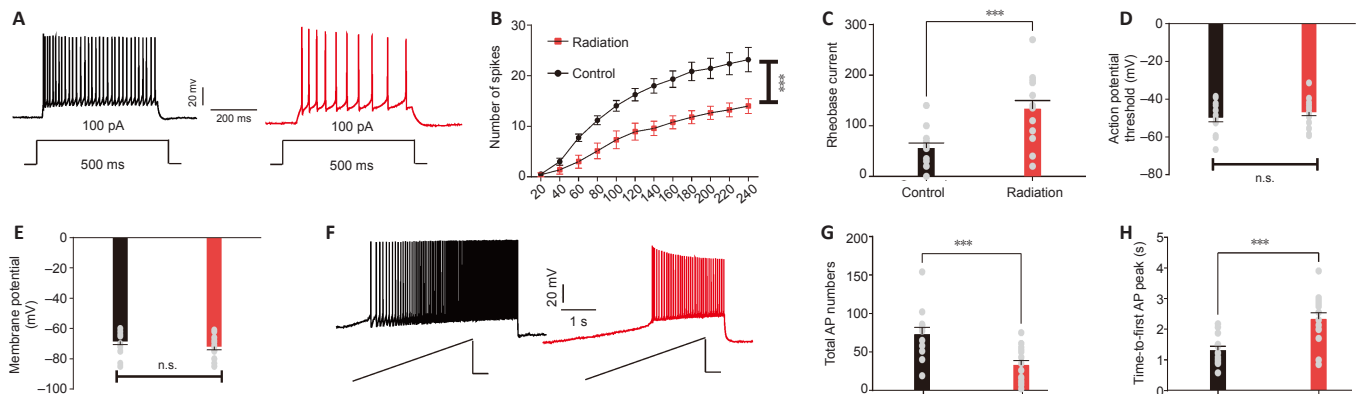 A
20 mv
200 ms
100 pA
100 pA
500 ms
500 ms
B
Number of spikes
30
20
10
0
Radiation
Control
***
20
40
60
80
100
120
140
160
180
200
220
240
C
***
Rheobase current
300
200
100
0
Control
Radiation
D
Action potential
threshold (mV)
0
–20
–40
–60
–80
n.s.
E
Membrane potential
(mV)
0
–20
–40
–60
–80
–100
n.s.
F
20 mV
1 s
G
Total AP numbers
200
150
100
50
0
***
H
Time-to-first AP peak (s)
5
4
3
2
1
0
***